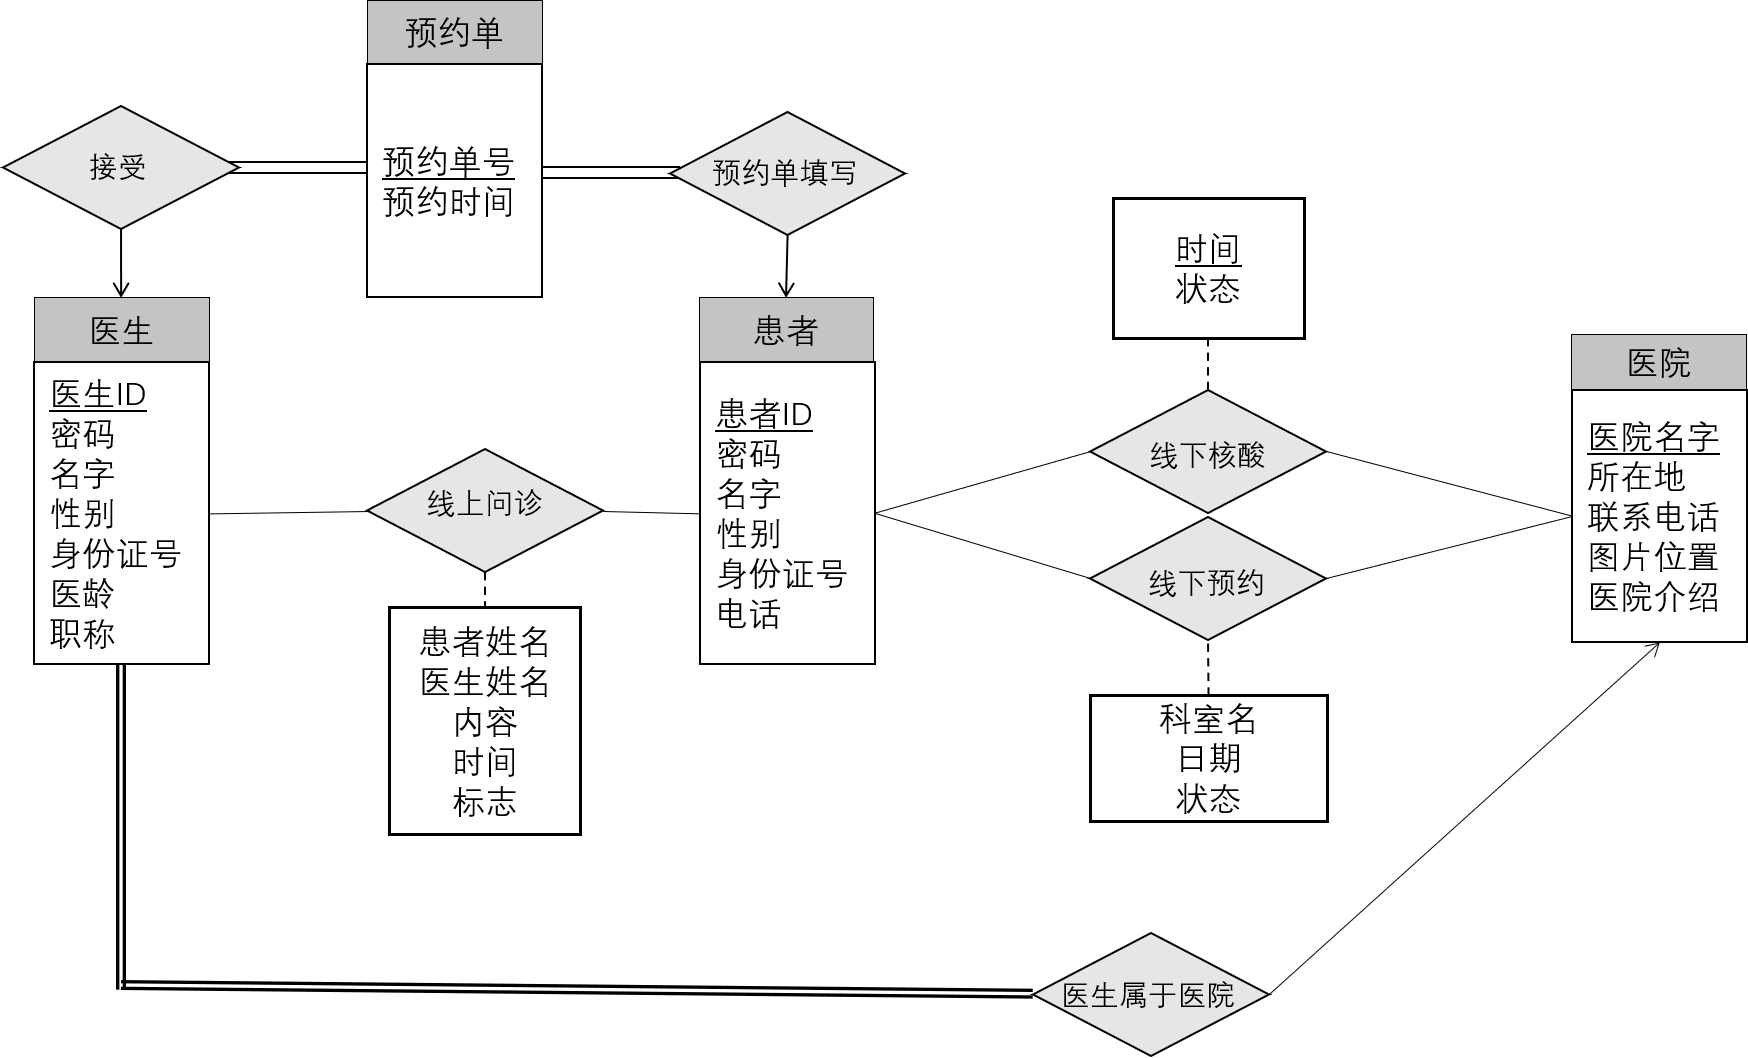 预约单
预约单号
预约时间
接受
预约单填写
医生
医生ID
密码
名字
性别
身份证号
医龄
职称
线上问诊
患者姓名
医生姓名
内容
时间
标志
患者
患者ID
密码
名字
性别
身份证号
电话
时间
状态
线下核酸
线下预约
科室名
日期
状态
医院
医院名字
所在地
联系电话
图片位置
医院介绍
医生属于医院